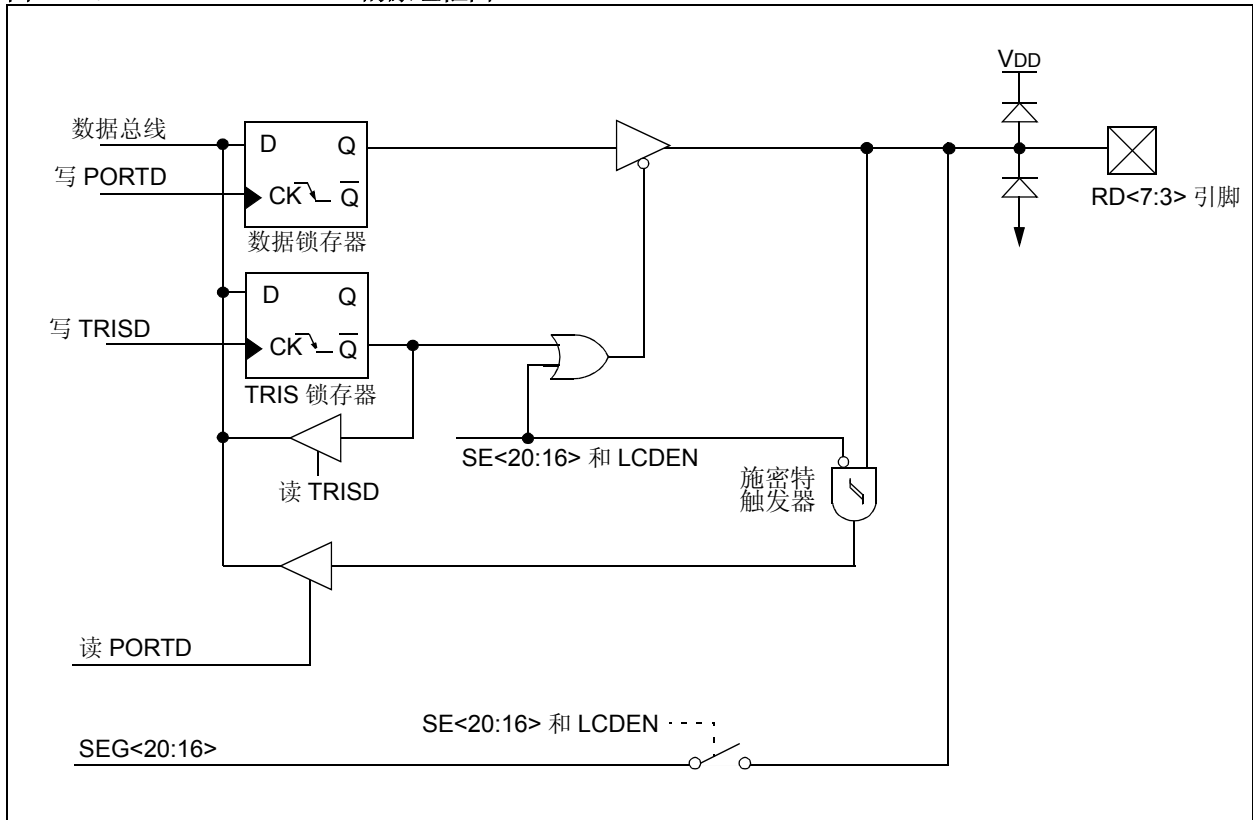 VDD
数据总线
D Q
写 PORTD
CK Q
RD<7:3> 引脚
数据锁存器
D Q
写 TRISD
CK Q
TRIS 锁存器
SE<20:16> 和 LCDEN
读 TRISD
施密特
触发器
读 PORTD
SE<20:16> 和 LCDEN
SEG<20:16>